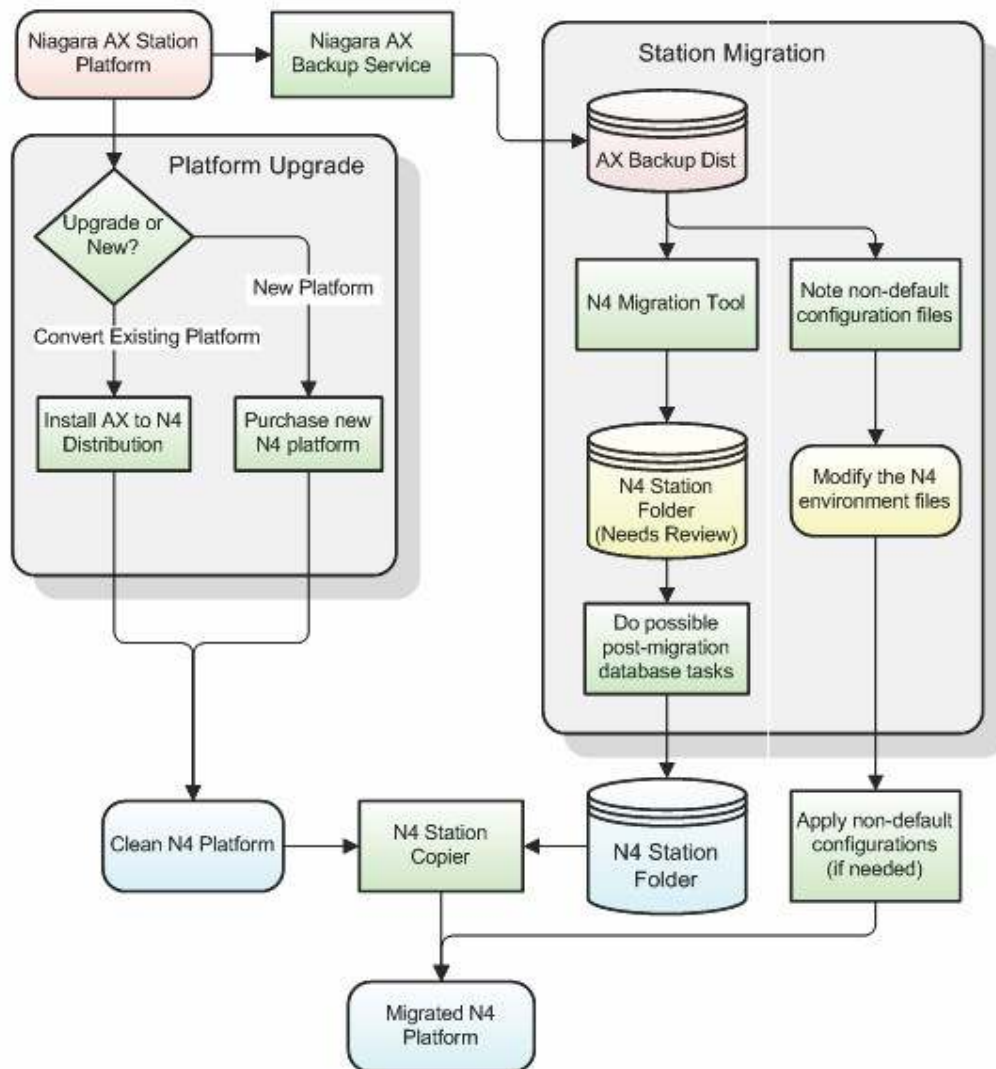 Niagara AX Station
Platform
Niagara AX
Backup Service
Station Migration
AX Backup Dist
Platform Upgrade
Upgrade or
New?
New Platform
Convert Existing Platform
Install AX to N4
Distribution
Purchase new
N4 platform
N4 Migration Tool
Note non-default
configuration files
N4 Station
Folder
(Needs Review)
Modify the N4
environment files
Do possible
post-migration
database tasks
Clean N4 Platform
N4 Station
Copier
N4 Station
Folder
Apply non-default
configurations
(if needed)
Migrated N4
Platform